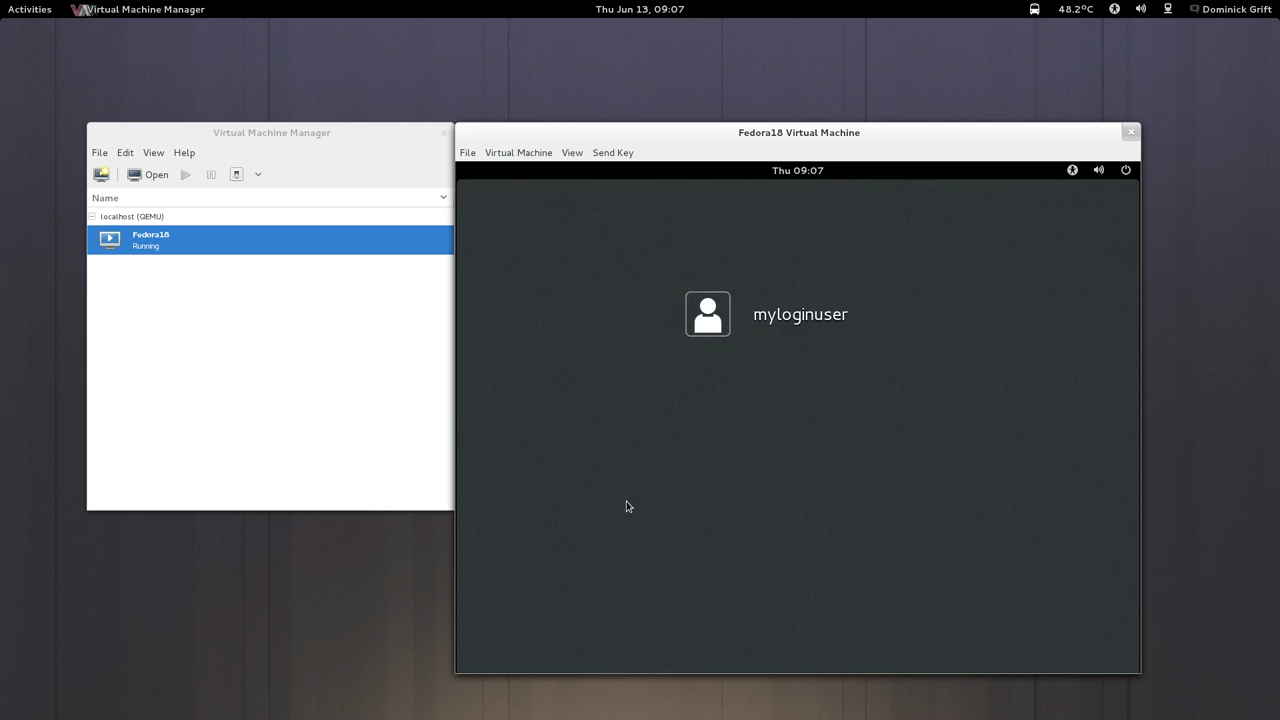 Activities Virtual Machine Manager Thu Jun 13, 09:07 48.2°C Dominick Grift
Virtual Machine Manager
File Edit View Help
Open
Name
localhost (QEMU)
Fedora18
Running
Fedora18 Virtual Machine
File Virtual Machine View Send Key
Thu 09:07
myloginuser